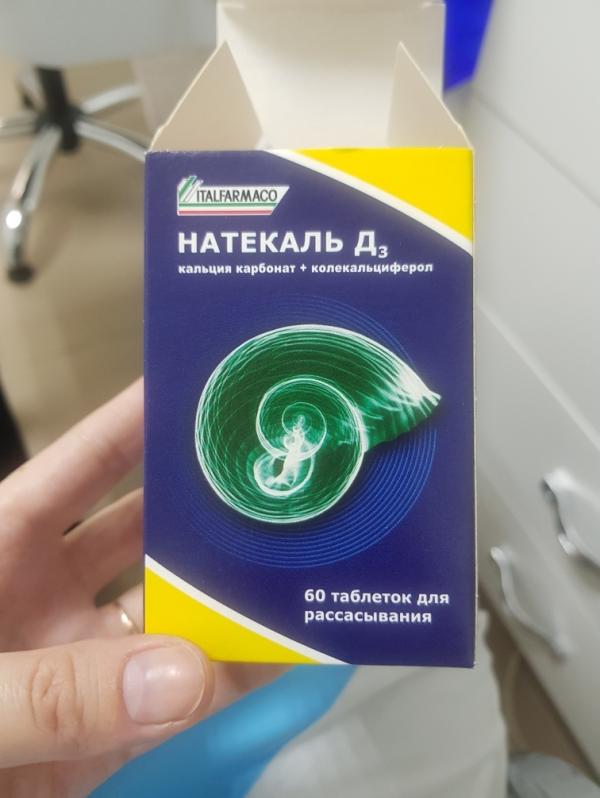 ITALFARMACO
НАТЕКАЛЬ Д3
кальция карбонат + колекальциферол
60 таблеток для
рассасывания